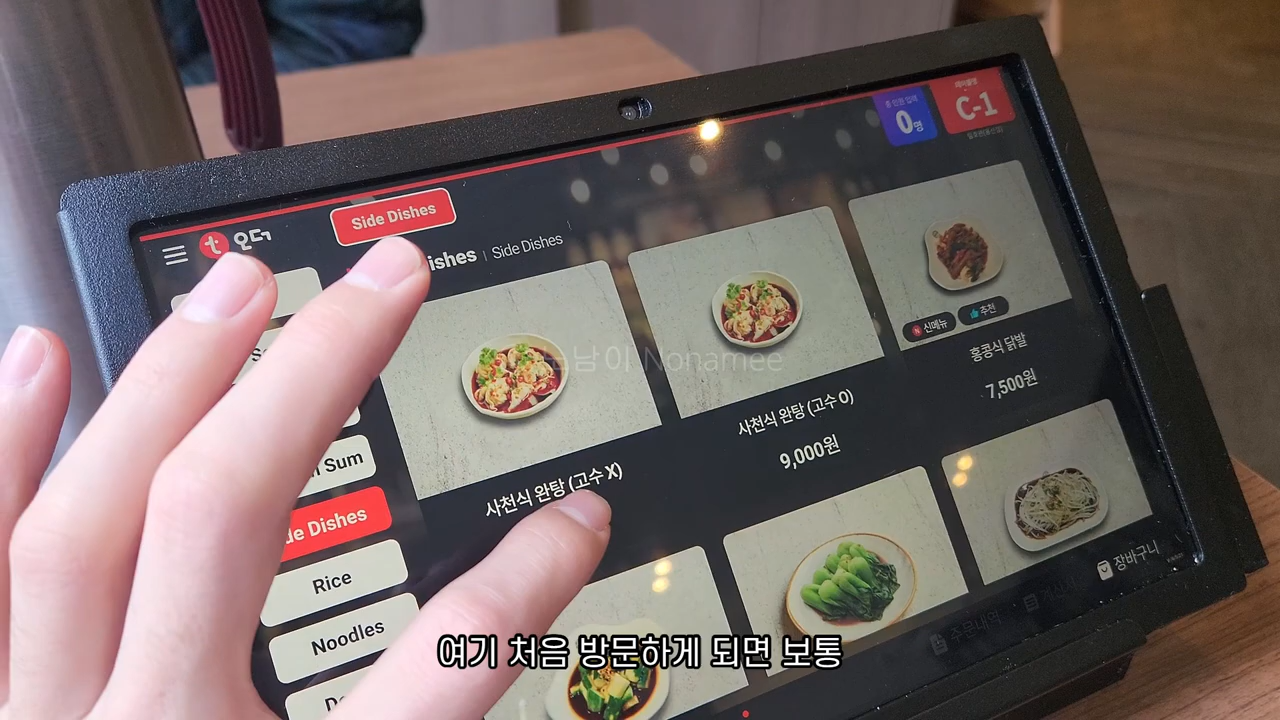 총 인원 입력
0명
C-1
Side Dishes
t오더
Side Dishes
n Sum
de Dishes
Rice
Noodles
사천식 완탕 (고수 X)
사천식 완탕 (고수 O)
9,000원
신메뉴
추천
홍콩식 닭발
7,500원
주문내역
장바구니
논남이 Nonamee
여기 처음 방문하게 되면 보통